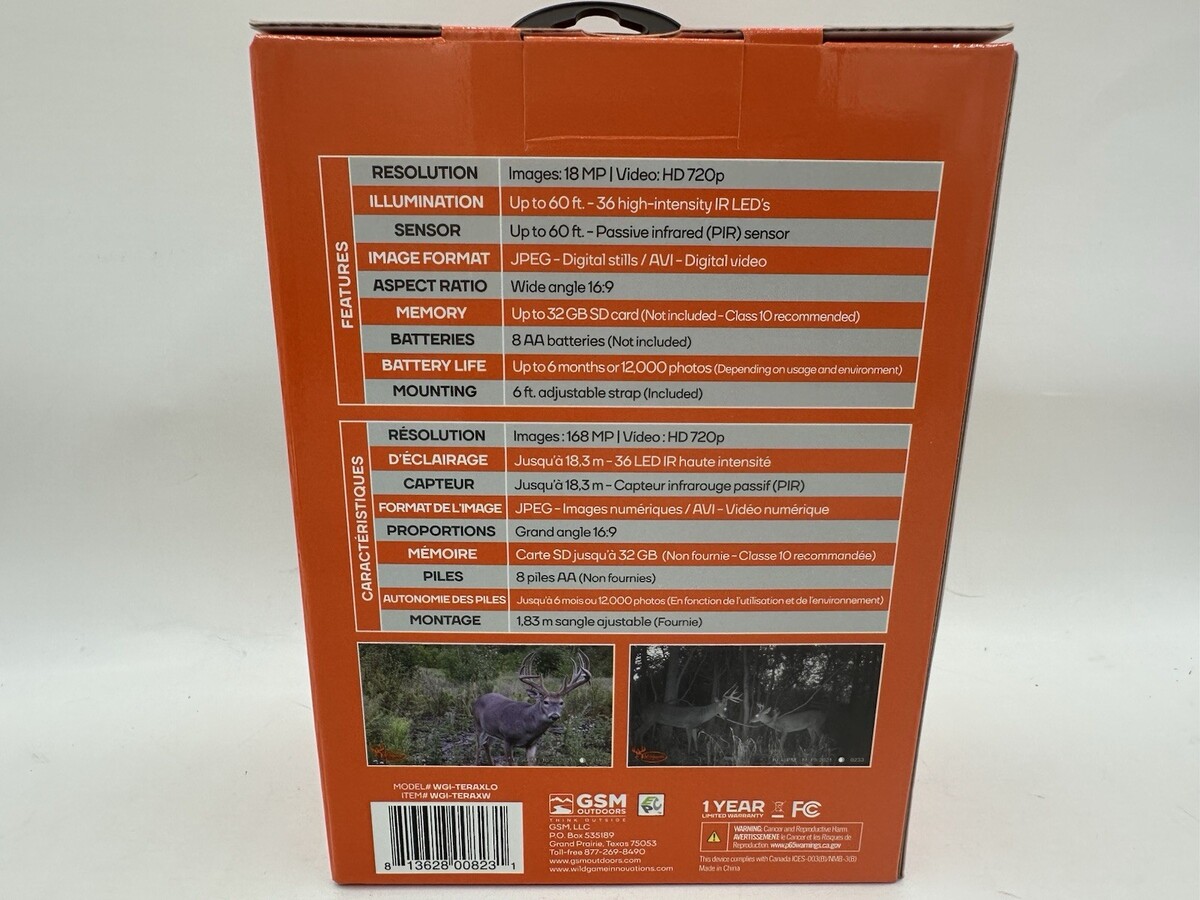 FEATURES
RESOLUTION Images: 18 MP | Video: HD 720p
ILLUMINATION Up to 60 ft. - 36 high-intensity IR LED's
SENSOR Up to 60 ft. - Passive infrared (PIR) sensor
IMAGE FORMAT JPEG - Digital stills / AVI - Digital video
ASPECT RATIO Wide angle 16:9
MEMORY Up to 32 GB SD card (Not included - Class 10 recommended)
BATTERIES 8 AA batteries (Not included)
BATTERY LIFE Up to 6 months or 12,000 photos (Depending on usage and environment)
MOUNTING 6 ft. adjustable strap (Included)
CARACTÉRISTIQUES
RÉSOLUTION Images : 168 MP | Video : HD 720p
D'ÉCLAIRAGE Jusqu'à 18,3 m - 36 LED IR haute intensité
CAPTEUR Jusqu'à 18,3 m - Capteur infrarouge passif (PIR)
FORMAT DE L'IMAGE JPEG - Images numériques / AVI - Vidéo numérique
PROPORTIONS Grand angle 16:9
MÉMOIRE Carte SD jusqu'à 32 GB (Non fournie - Classe 10 recommandée)
PILES 8 piles AA (Non fournies)
AUTONOMIE DES PILES Jusqu'à 6 mois ou 12.000 photos (En fonction de l'utilisation et de l'environnement)
MONTAGE 1,83 m sangle ajustable (Fournie)
MODEL# WGI-TERAXLO
ITEM# WGI-TERAXW
8 13628 00823 1
GSM
OUTDOORS
THINK OUTSIDE
GSM, LLC
P.O. Box 535189
Grand Prairie, Texas 75053
Toll-free 877-269-8490
www.gsmoutdoors.com
www.wildgameinnovations.com
1 YEAR
LIMITED WARRANTY
FC
WARNING: Cancer and Reproductive Harm
AVERTISSEMENT: le Cancer et les Risques de
Reproduction. www.p65warnings.ca.gov
This device complies with Canada ICES-003(B)/NMB-3(B)
Made in China